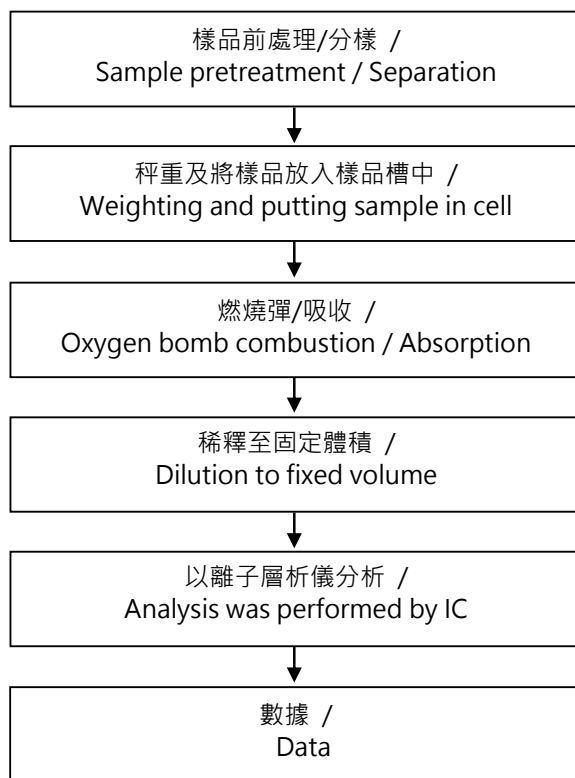 樣品前處理/分樣 /
Sample pretreatment / Separation
秤重及將樣品放入樣品槽中 /
Weighting and putting sample in cell
燃燒彈/吸收 /
Oxygen bomb combustion / Absorption
稀釋至固定體積 /
Dilution to fixed volume
以離子層析儀分析 /
Analysis was performed by IC
數據 /
Data